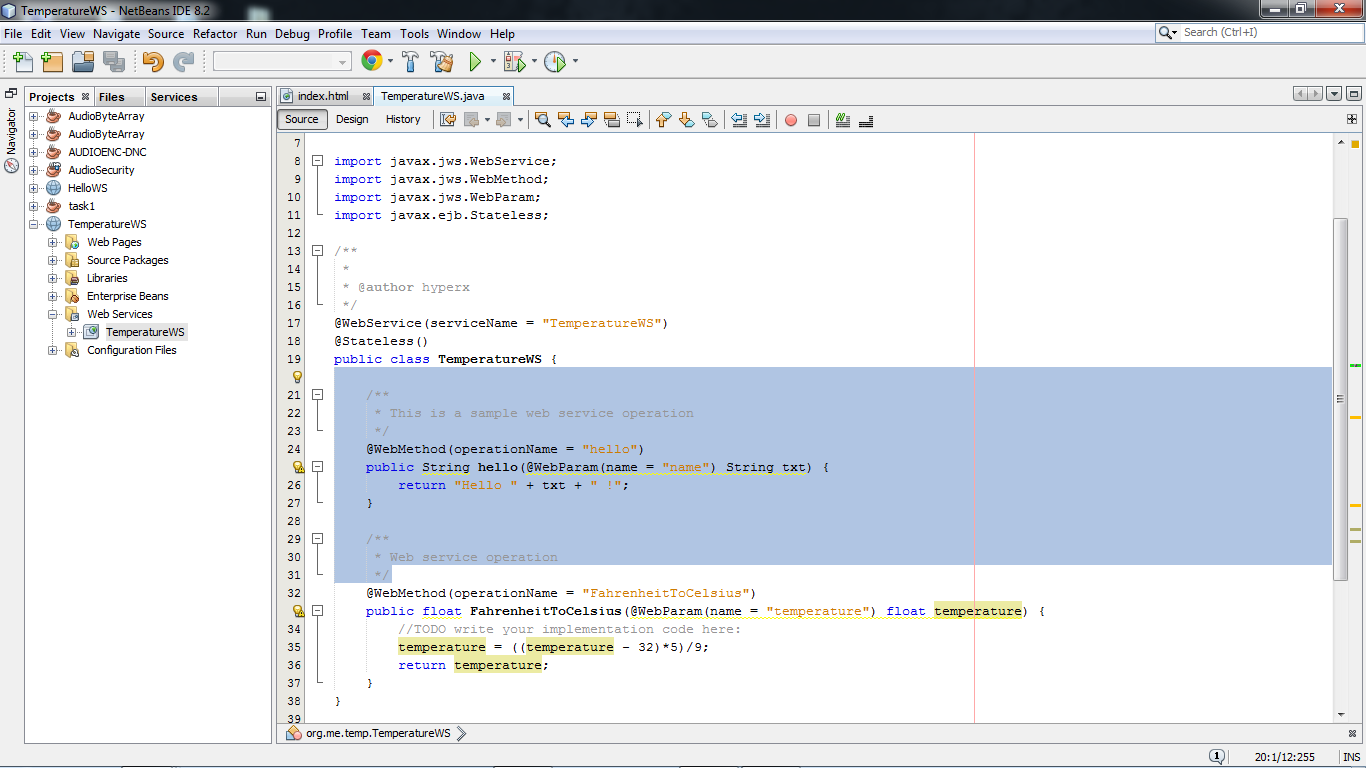 TemperatureWS - NetBeans IDE 8.2
File Edit View Navigate Source Refactor Run Debug Profile Team Tools Window Help
Search (Ctrl+I)
Projects Files Services
Navigator
AudioByteArray
AudioByteArray
AUDIOENC-DNC
AudioSecurity
HelloWS
task1
TemperatureWS
Web Pages
Source Packages
Libraries
Enterprise Beans
Web Services
TemperatureWS
Configuration Files
index.html TemperatureWS.java
Source Design History
7
8 import javax.jws.WebService;
9 import javax.jws.WebMethod;
10 import javax.jws.WebParam;
11 import javax.ejb.Stateless;
12
13 /**
14 *
15 * @author hyperx
16 */
17 @WebService(serviceName = "TemperatureWS")
18 @Stateless()
19 public class TemperatureWS {
21 /**
22 * This is a sample web service operation
23 */
24 @WebMethod(operationName = "hello")
public String hello(@WebParam(name = "name") String txt) {
26 return "Hello " + txt + " !";
27 }
28
29 /**
30 * Web service operation
31 */
32 @WebMethod(operationName = "FahrenheitToCelsius")
public float FahrenheitToCelsius(@WebParam(name = "temperature") float temperature) {
34 //TODO write your implementation code here:
35 temperature = ((temperature - 32)*5)/9;
36 return temperature;
37 }
38 }
39
org.me.temp.TemperatureWS
1 20:1/12:255 INS